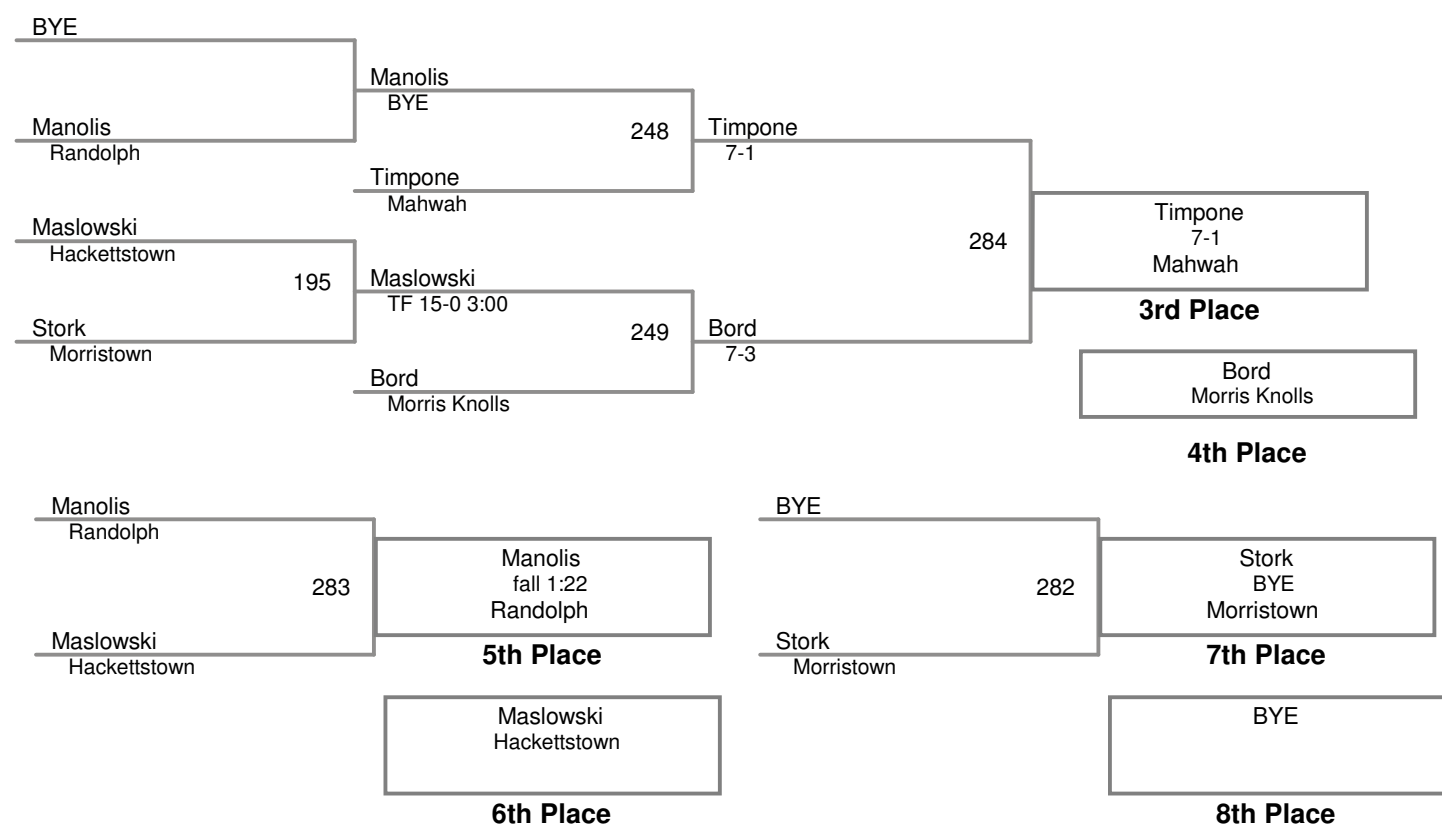 BYE
Manolis
BYE
Manolis
Randolph
248
Timpone
7-1
Timpone
Mahwah
Maslowski
Hackettstown
195
Maslowski
TF 15-0 3:00
Stork
Morristown
249
Bord
7-3
Bord
Morris Knolls
284
Timpone
7-1
Mahwah
3rd Place
Bord
Morris Knolls
4th Place
Manolis
Randolph
283
Manolis
fall 1:22
Randolph
Maslowski
Hackettstown
5th Place
Maslowski
Hackettstown
6th Place
BYE
282
Stork
BYE
Morristown
Stork
Morristown
7th Place
BYE
8th Place